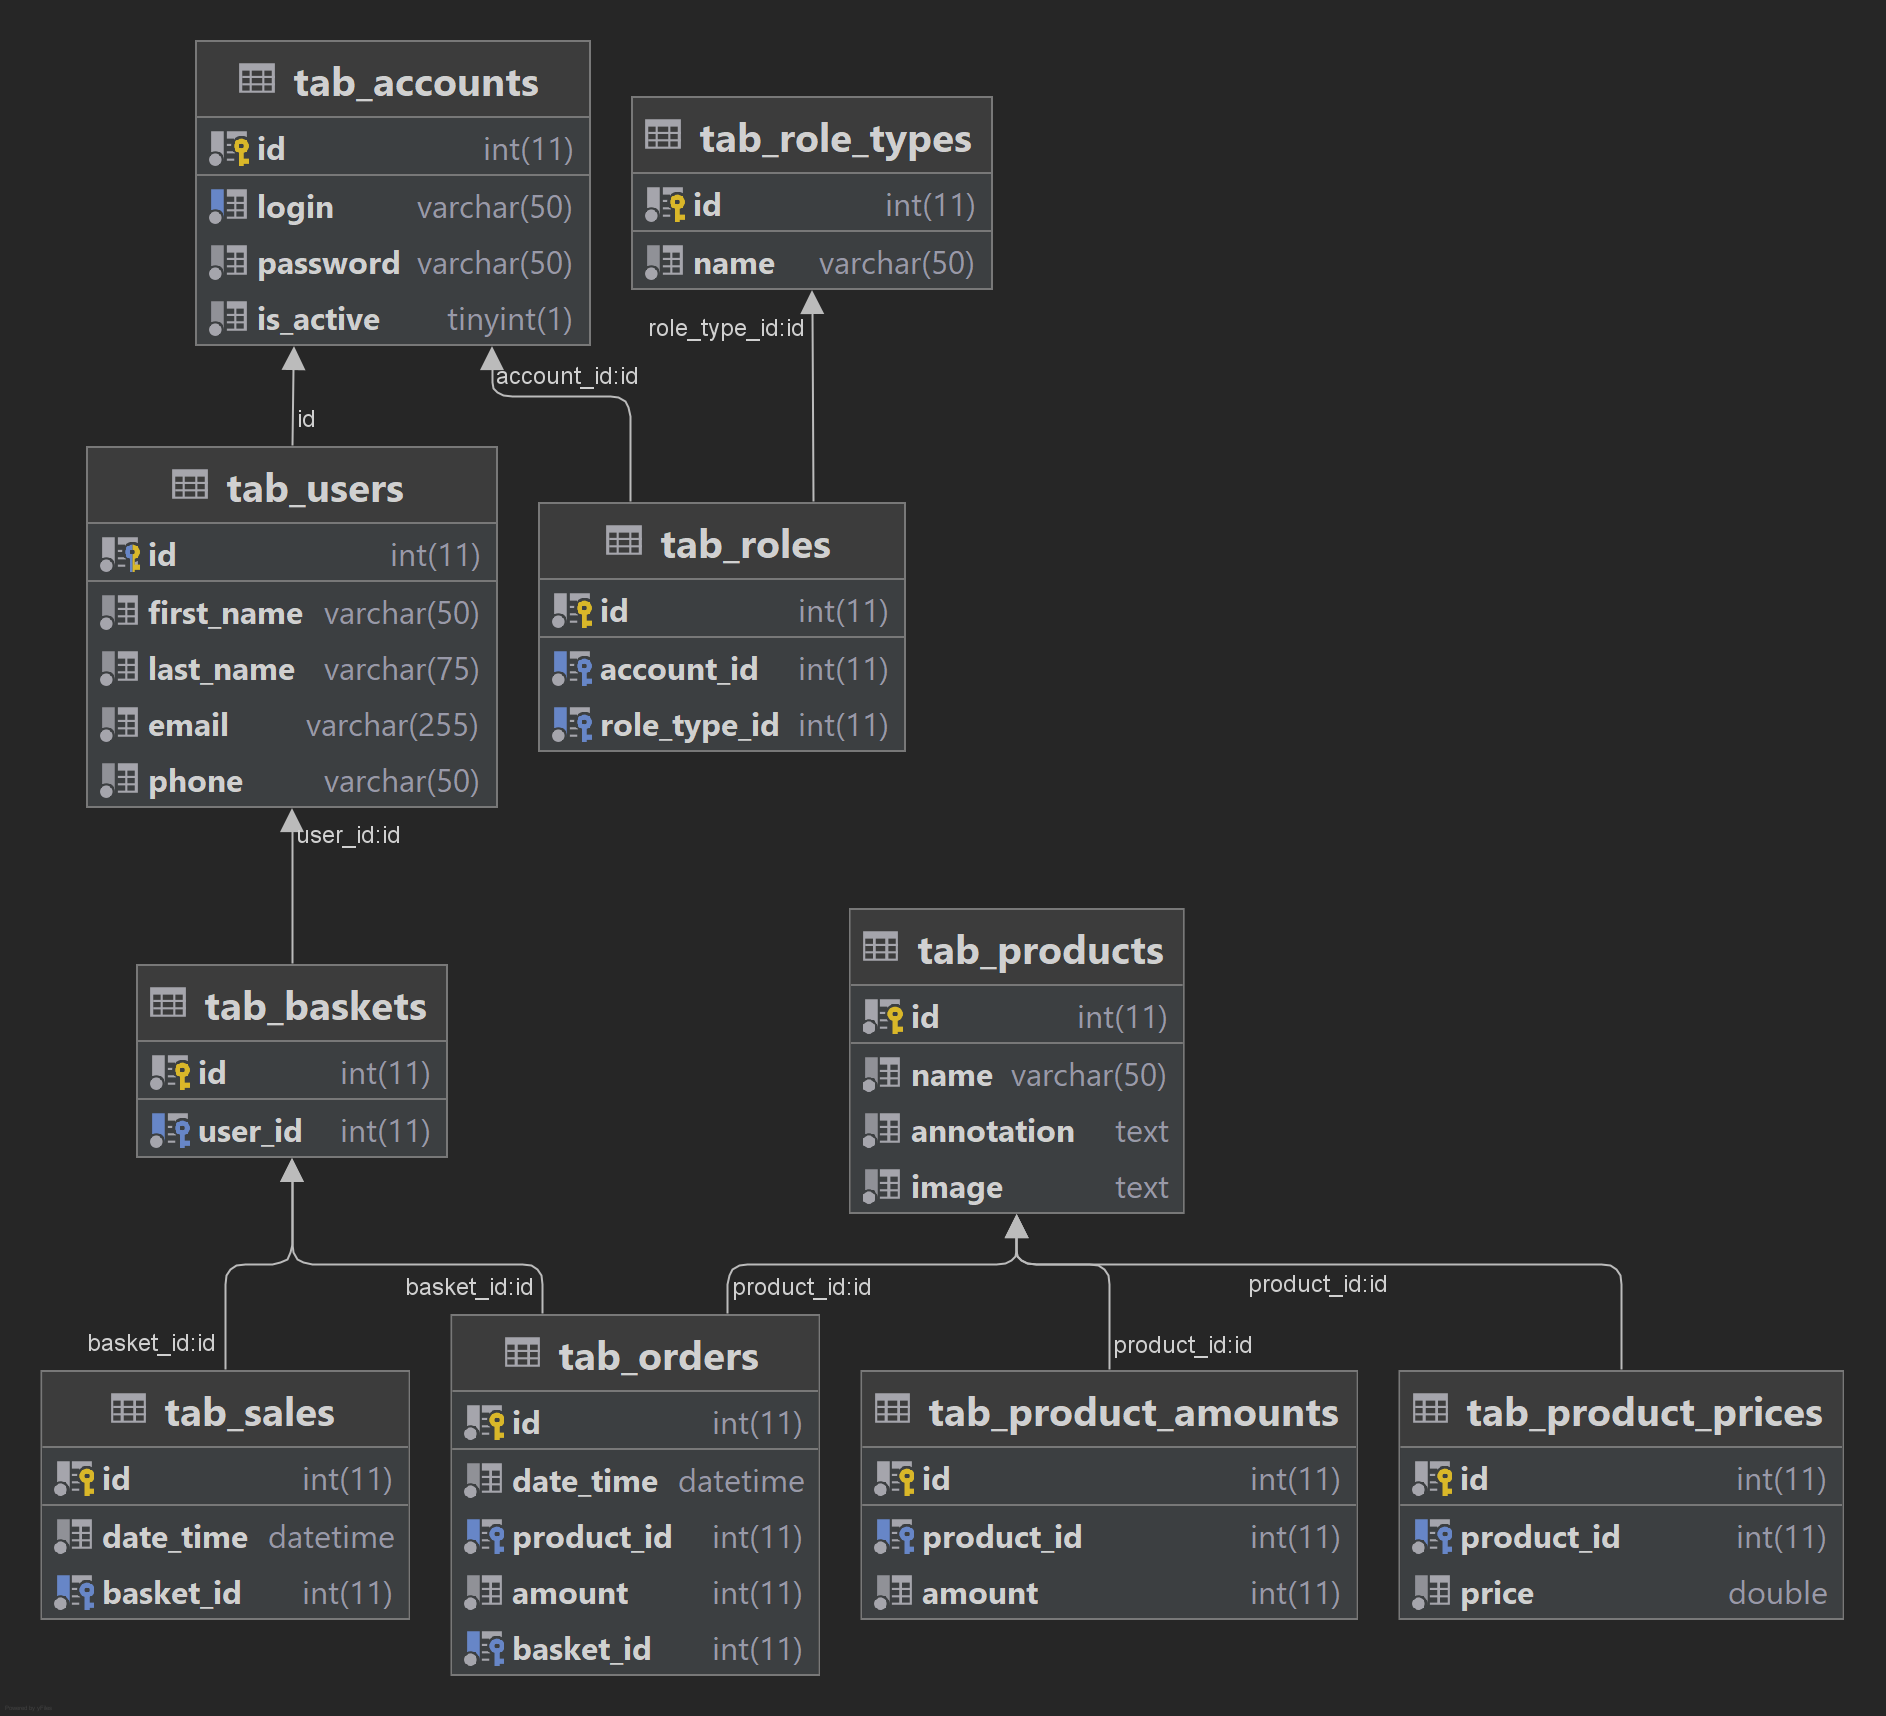 tab_accounts
id int(11)
login varchar(50)
password varchar(50)
is_active tinyint(1)
tab_role_types
id int(11)
name varchar(50)
role_type_id:id
account_id:id
id
tab_users
id int(11)
first_name varchar(50)
last_name varchar(75)
email varchar(255)
phone varchar(50)
tab_roles
id int(11)
account_id int(11)
role_type_id int(11)
user_id:id
tab_baskets
id int(11)
user_id int(11)
tab_products
id int(11)
name varchar(50)
annotation text
image text
basket_id:id
product_id:id
product_id:id
basket_id:id
product_id:id
tab_sales
id int(11)
date_time datetime
basket_id int(11)
tab_orders
id int(11)
date_time datetime
product_id int(11)
amount int(11)
basket_id int(11)
tab_product_amounts
id int(11)
product_id int(11)
amount int(11)
tab_product_prices
id int(11)
product_id int(11)
price double